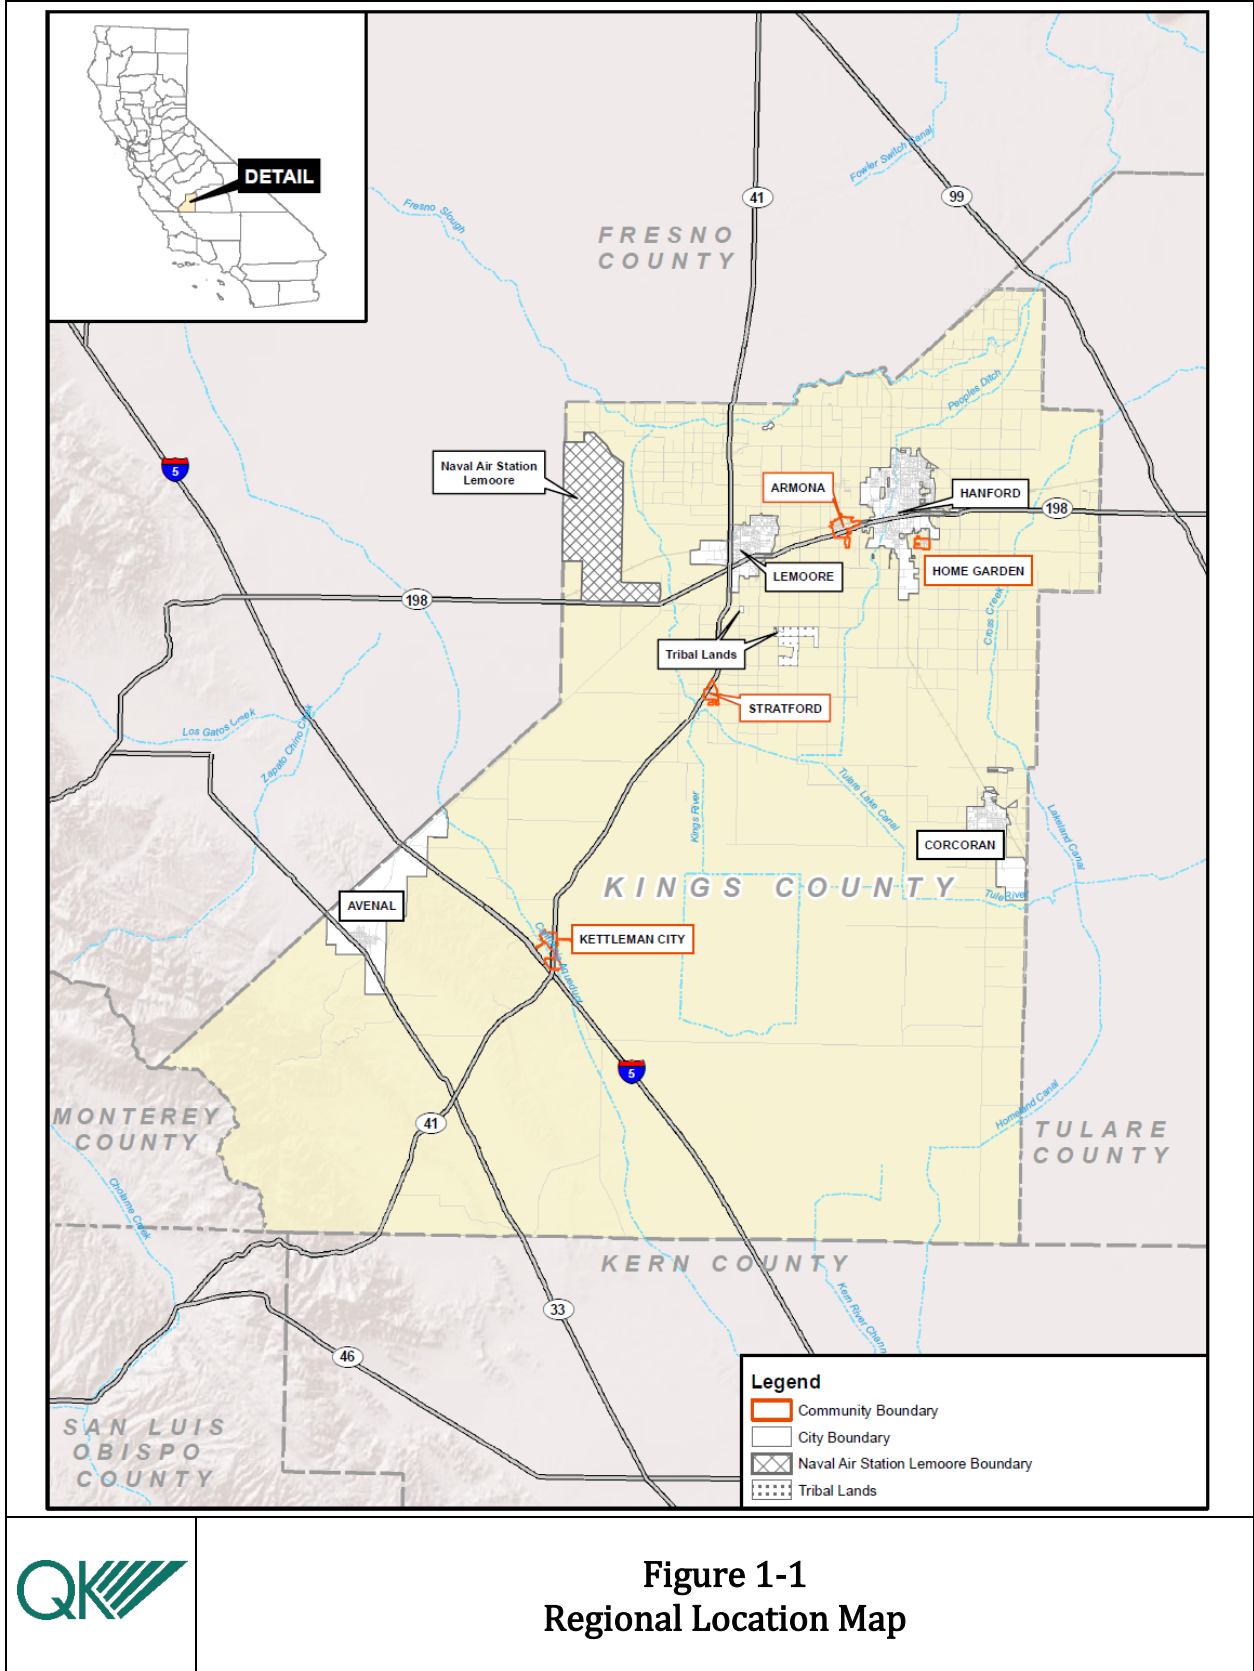 DETAIL
Fresno Slough
FRESNO
COUNTY
41
99
Fowler Switch Canal
5
Naval Air Station
Lemoore
Peoples Ditch
ARMONA
HANFORD
198
LEMOORE
HOME GARDEN
198
Cross Creek
Tribal Lands
STRATFORD
Los Gatos Creek
Zapato Chino Creek
Kings River
Tulare Lake Canal
Lakeland Canal
CORCORAN
KINGS COUNTY
Tule River
AVENAL
KETTLEMAN CITY
California Aqueduct
5
MONTEREY
COUNTY
41
Homeland Canal
TULARE
COUNTY
Cholame Creek
KERN COUNTY
33
Kern River Chann
46
SAN LUIS
OBISPO
COUNTY
Legend
Community Boundary
City Boundary
Naval Air Station Lemoore Boundary
Tribal Lands
QK
Figure 1-1
Regional Location Map